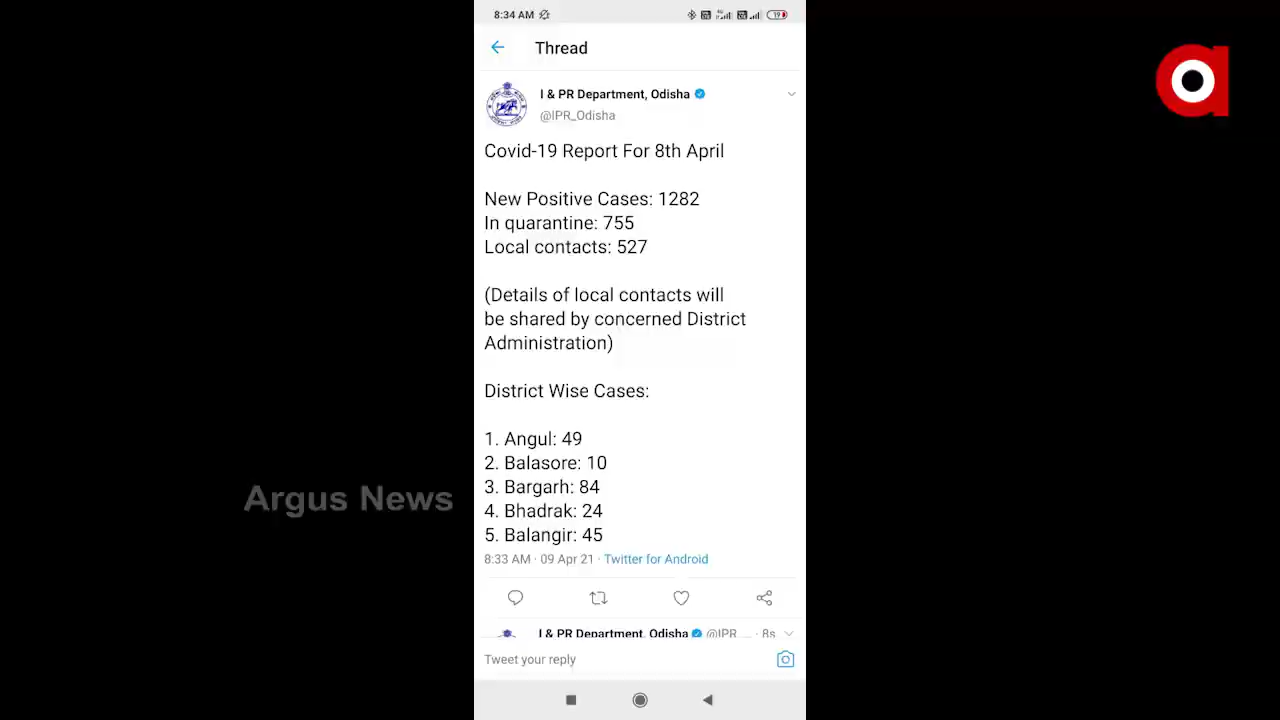 8:34 AM
19
Thread
I & PR Department, Odisha
@IPR_Odisha
Covid-19 Report For 8th April
New Positive Cases: 1282
In quarantine: 755
Local contacts: 527
(Details of local contacts will
be shared by concerned District
Administration)
District Wise Cases:
1. Angul: 49
2. Balasore: 10
3. Bargarh: 84
4. Bhadrak: 24
5. Balangir: 45
8:33 AM · 09 Apr 21 · Twitter for Android
I & PR Department, Odisha @IPR... · 8s
Tweet your reply
Argus News